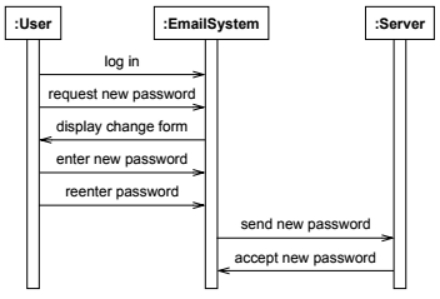 :User
:EmailSystem
:Server
log in
request new password
display change form
enter new password
reenter password
send new password
accept new password